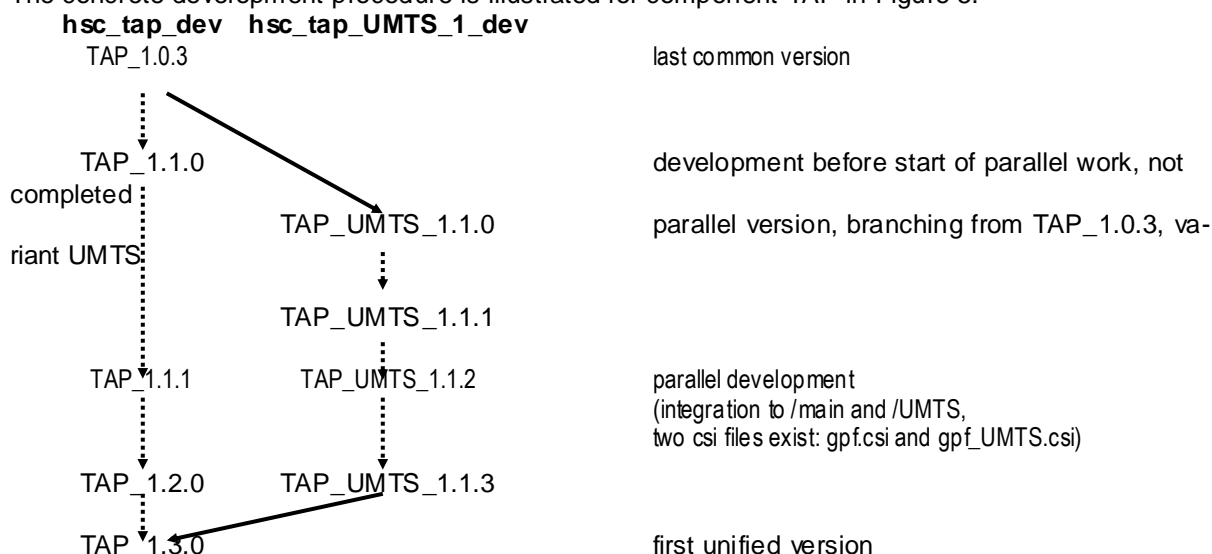 The concrete development procedure is illustrated for component TAP in Figure 3.
hsc_tap_dev hsc_tap_UMTS_1_dev
TAP_1.0.3 last common version
TAP_1.1.0 development before start of parallel work, not
completed
TAP_UMTS_1.1.0 parallel version, branching from TAP_1.0.3, va-
riant UMTS
TAP_UMTS_1.1.1
TAP_1.1.1 TAP_UMTS_1.1.2 parallel development
(integration to /main and /UMTS,
two csi files exist: gpf.csi and gpf_UMTS.csi)
TAP_1.2.0 TAP_UMTS_1.1.3
TAP_1.3.0 first unified version